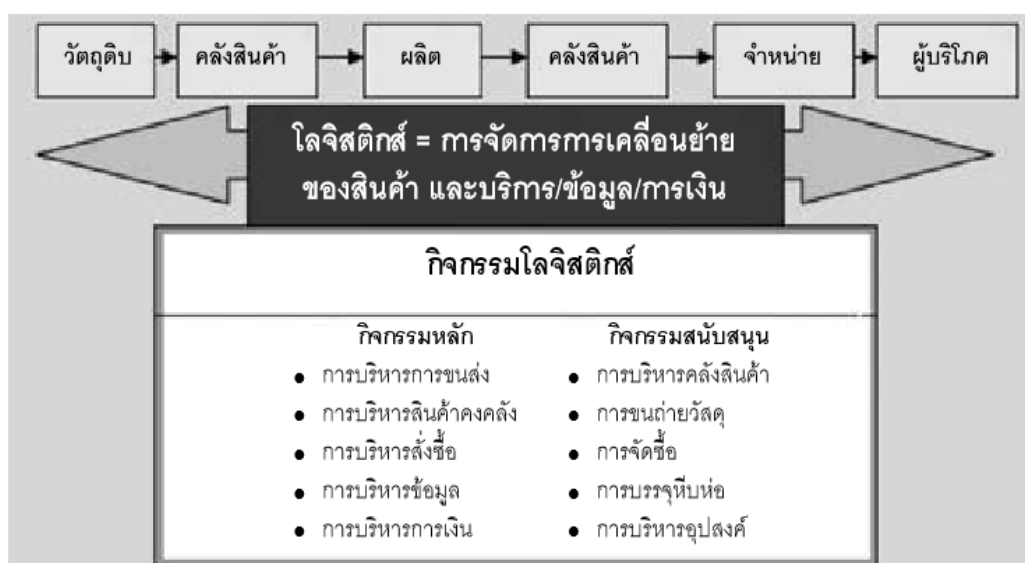 วัตถุดิบ คลังสินค้า ผลิต คลังสินค้า จำหน่าย ผู้บริโภค
โลจิสติกส์ = การจัดการการเคลื่อนย้าย
ของสินค้า และบริการ/ข้อมูล/การเงิน
กิจกรรมโลจิสติกส์
กิจกรรมหลัก
● การบริหารการขนส่ง
● การบริหารสินค้าคงคลัง
● การบริหารสั่งซื้อ
● การบริหารข้อมูล
● การบริหารการเงิน
กิจกรรมสนับสนุน
● การบริหารคลังสินค้า
● การขนถ่ายวัสดุ
● การจัดซื้อ
● การบรรจุหีบห่อ
● การบริหารอุปสงค์